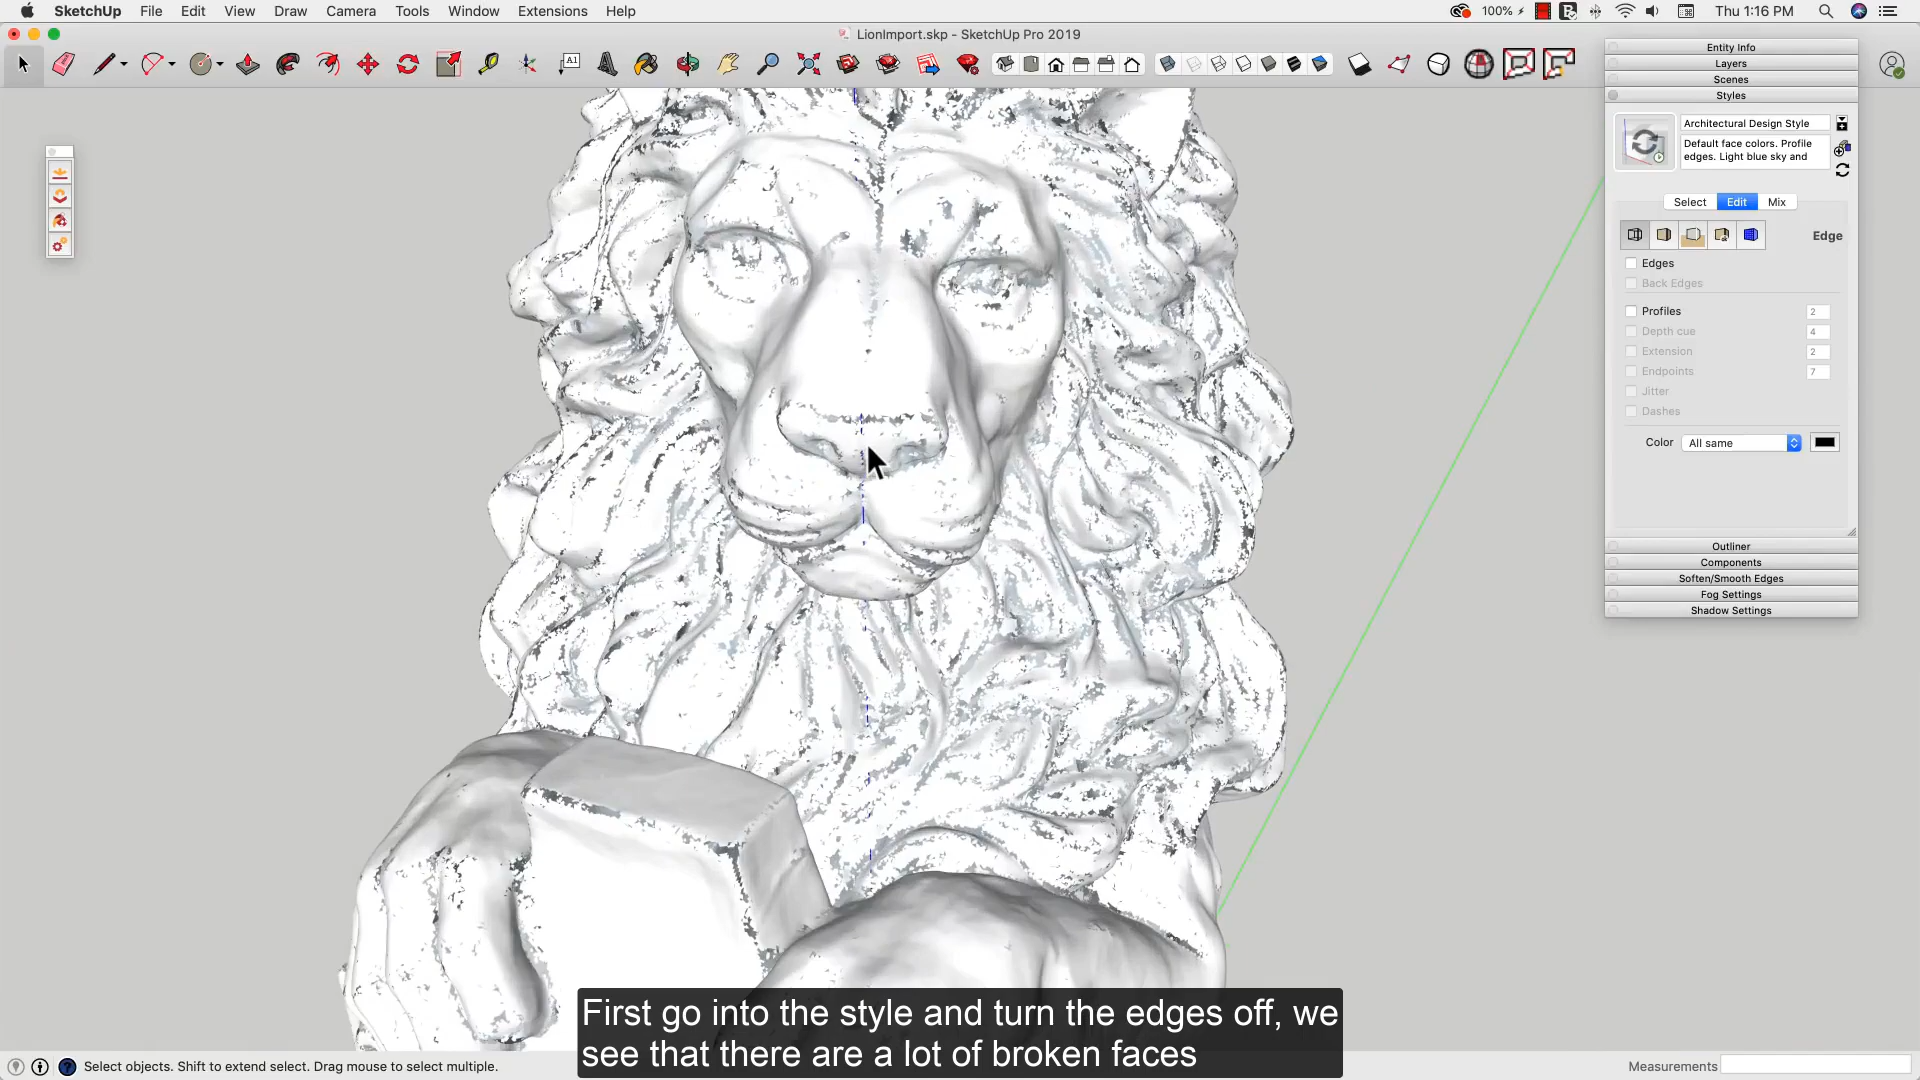 SketchUp File Edit View Draw Camera Tools Window Extensions Help
100% Thu 1:16 PM
LionImport.skp - SketchUp Pro 2019
A1
Entity Info
Layers
Scenes
Styles
Architectural Design Style
Default face colors. Profile
edges. Light blue sky and
Select Edit Mix
Edge
Edges
Back Edges
Profiles 2
Depth cue 4
Extension 2
Endpoints 7
Jitter
Dashes
Color All same
Outliner
Components
Soften/Smooth Edges
Fog Settings
Shadow Settings
First go into the style and turn the edges off, we
see that there are a lot of broken faces
Select objects. Shift to extend select. Drag mouse to select multiple.
Measurements